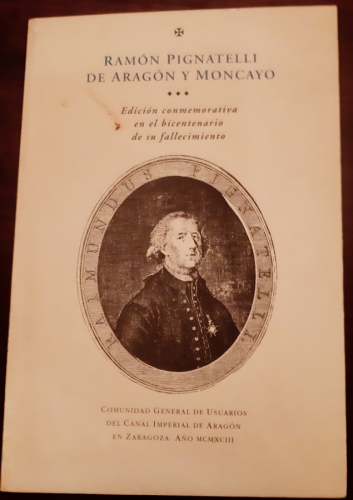 RAMÓN PIGNATELLI
DE ARAGÓN Y MONCAYO
Edición conmemorativa
en el bicentenario
de su fallecimiento
RAIMUNDUS PIGNATELLI
COMUNIDAD GENERAL DE USUARIOS
DEL CANAL IMPERIAL DE ARAGÓN
EN ZARAGOZA. AÑO MCMXCIII